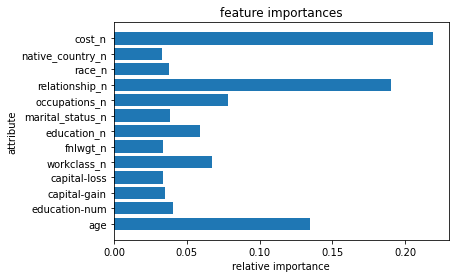 feature importances
cost_n
native_country_n
race_n
relationship_n
occupations_n
marital_status_n
education_n
fnlwgt_n
workclass_n
capital-loss
capital-gain
education-num
age
attribute
0.00 0.05 0.10 0.15 0.20
relative importance